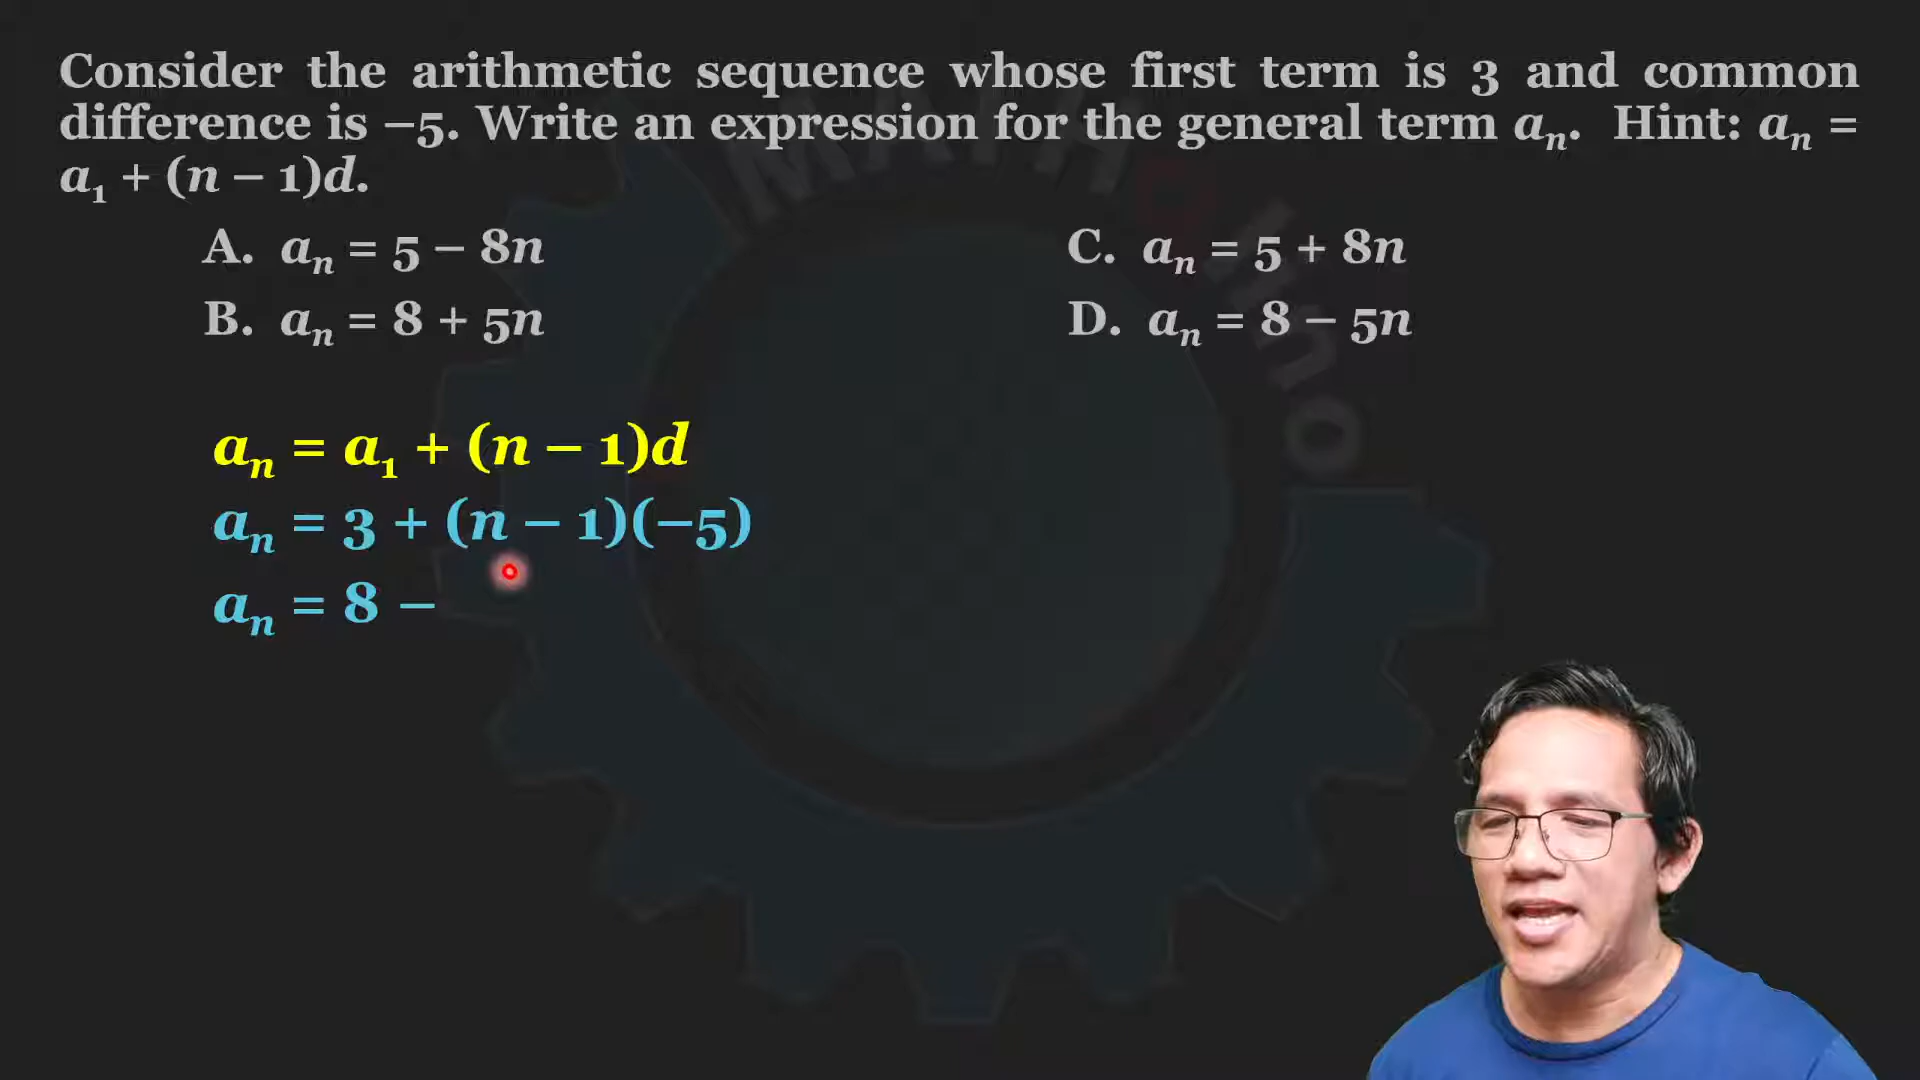 Consider the arithmetic sequence whose first term is 3 and common
difference is −5. Write an expression for the general term aₙ. Hint: aₙ =
a₁ + (n − 1)d.
A. aₙ = 5 − 8n
B. aₙ = 8 + 5n
C. aₙ = 5 + 8n
D. aₙ = 8 − 5n
aₙ = a₁ + (n − 1)d
aₙ = 3 + (n − 1)(−5)
aₙ = 8 −
MATHohno